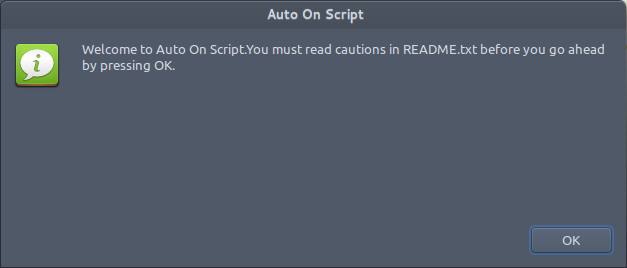 Auto On Script
Welcome to Auto On Script.You must read cautions in README.txt before you go ahead
by pressing OK.
OK